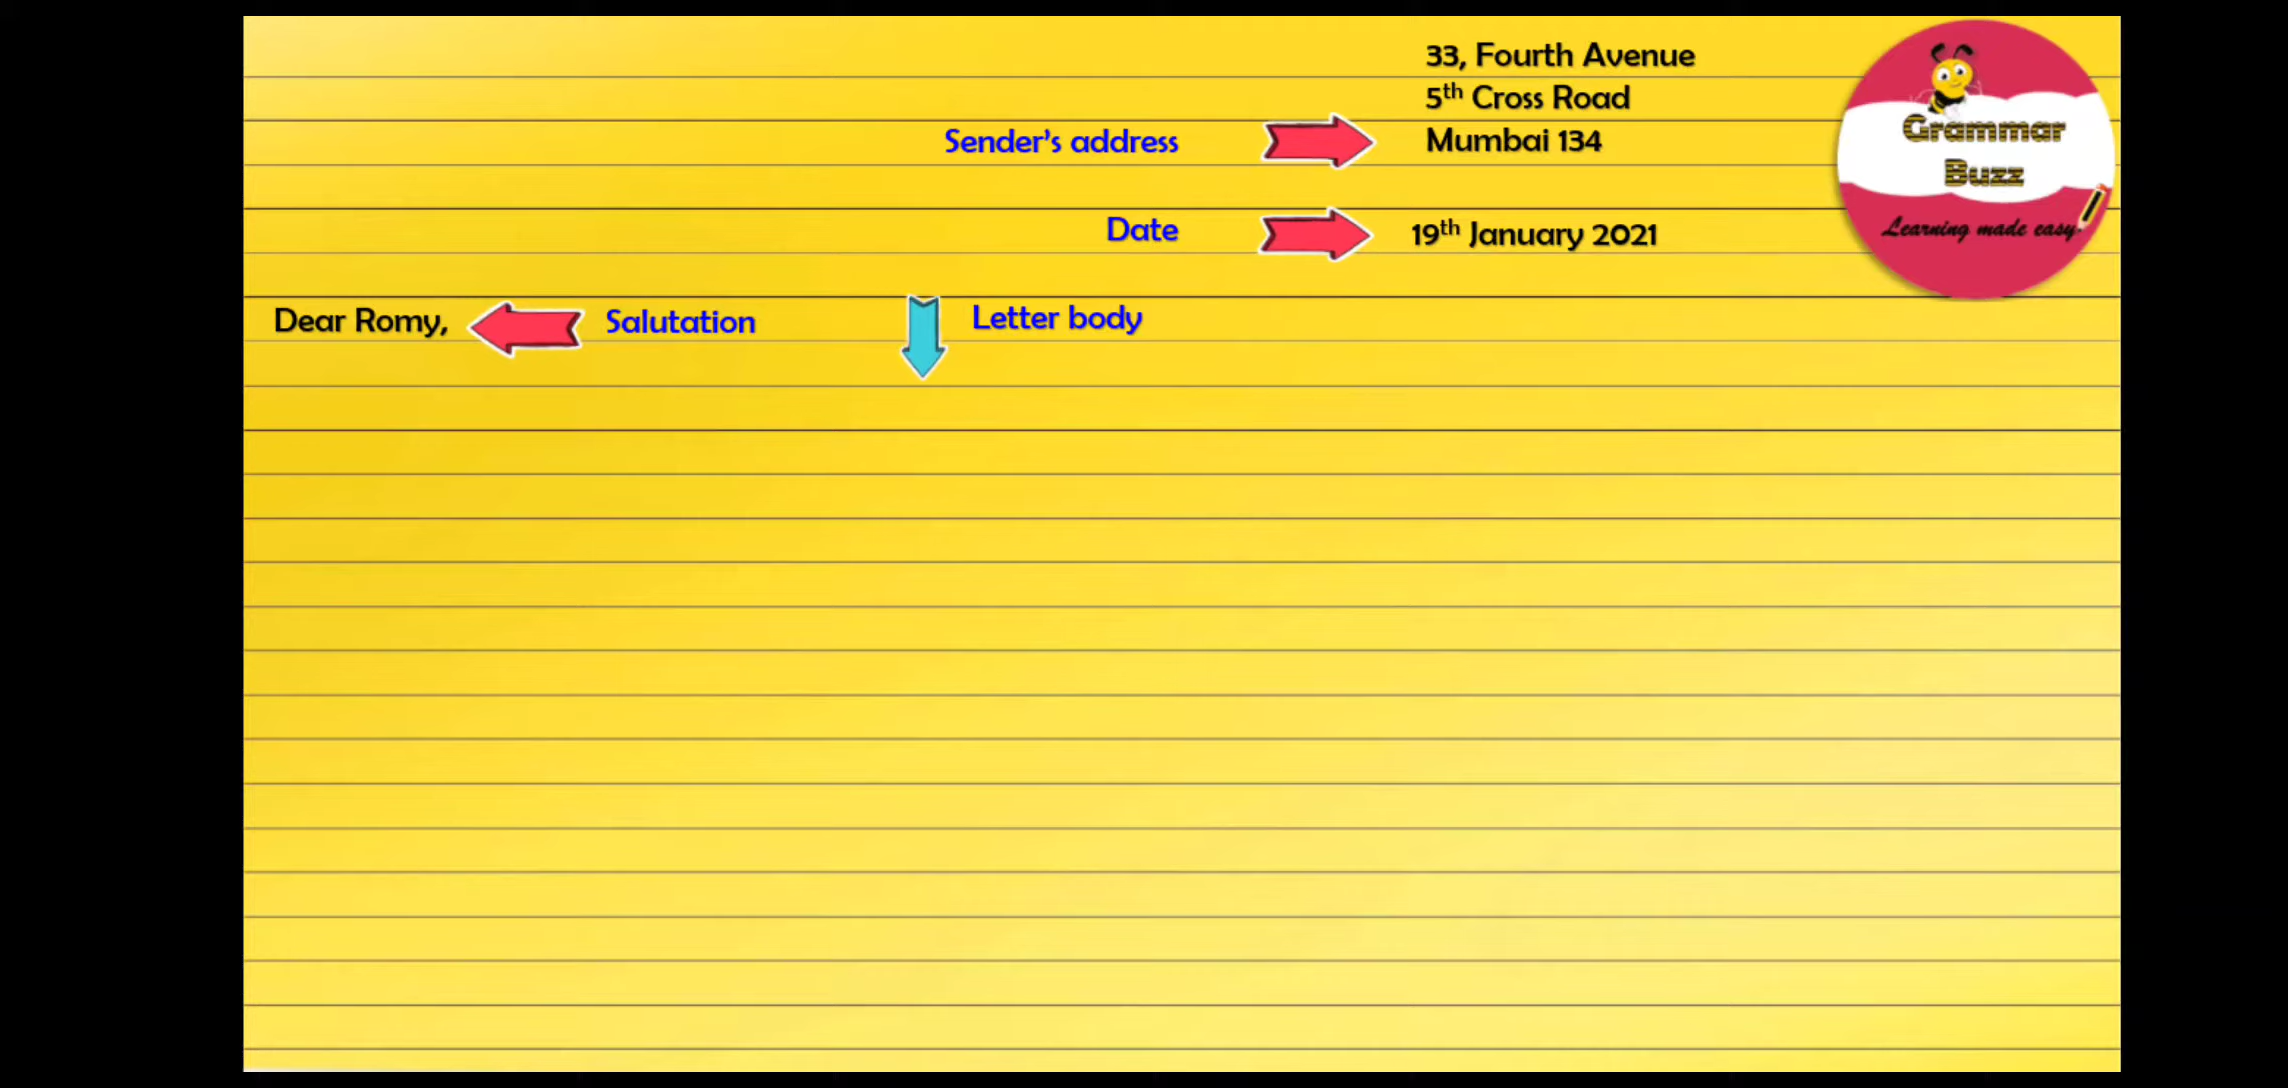 33, Fourth Avenue
5th Cross Road
Sender's address Mumbai 134
Date 19th January 2021
Dear Romy, Salutation Letter body
Grammar
Buzz
Learning made easy